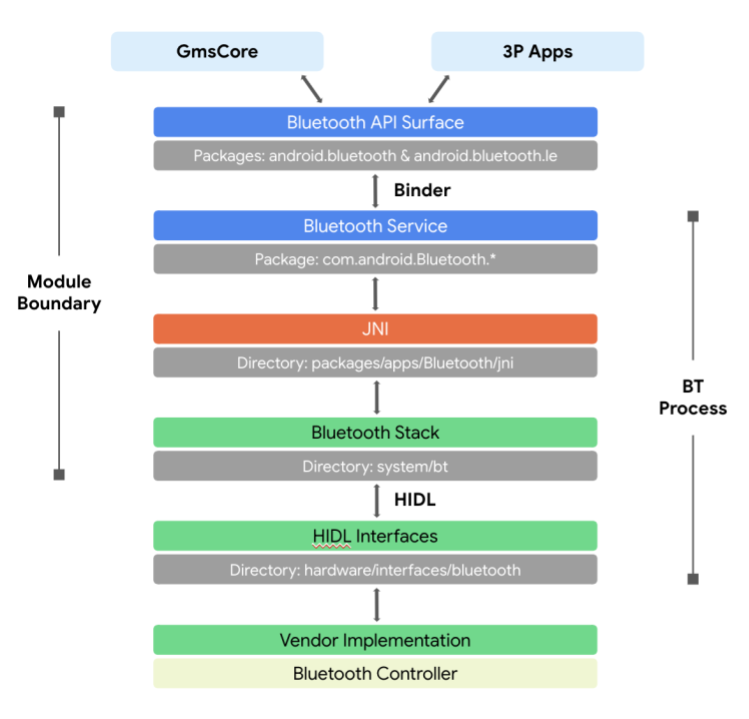 GmsCore
3P Apps
Bluetooth API Surface
Packages: android.bluetooth & android.bluetooth.le
Binder
Bluetooth Service
Package: com.android.Bluetooth.*
Module
Boundary
JNI
Directory: packages/apps/Bluetooth/jni
BT
Process
Bluetooth Stack
Directory: system/bt
HIDL
HIDL Interfaces
Directory: hardware/interfaces/bluetooth
Vendor Implementation
Bluetooth Controller